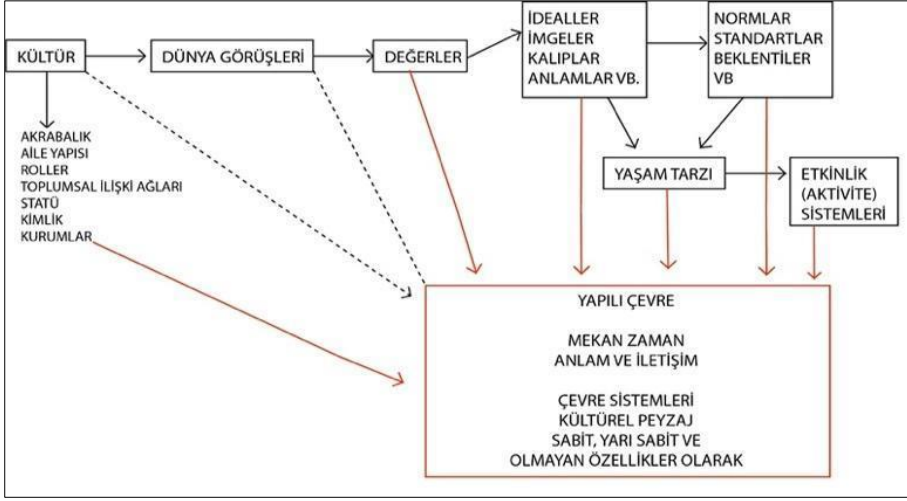 KÜLTÜR
DÜNYA GÖRÜŞLERİ
DEĞERLER
İDEALLER
İMGELER
KALIPLAR
ANLAMLAR VB.
NORMLAR
STANDARTLAR
BEKLENTİLER
VB
AKRABALIK
AİLE YAPISI
ROLLER
TOPLUMSAL İLİŞKİ AĞLARI
STATÜ
KİMLİK
KURUMLAR
YAŞAM TARZI
ETKİNLİK
(AKTİVİTE)
SİSTEMLERİ
YAPILI ÇEVRE
MEKAN ZAMAN
ANLAM VE İLETİŞİM
ÇEVRE SİSTEMLERİ
KÜLTÜREL PEYZAJ
SABİT, YARI SABİT VE
OLMAYAN ÖZELLİKLER OLARAK